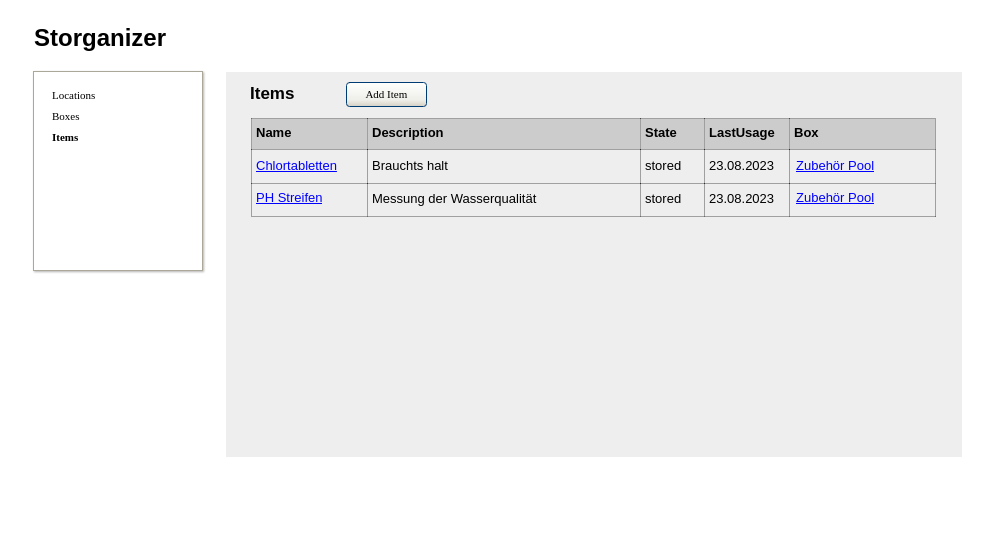 Storganizer
Locations
Boxes
Items
Items Add Item
Name Description State LastUsage Box
Chlortabletten Brauchts halt stored 23.08.2023 Zubehör Pool
PH Streifen Messung der Wasserqualität stored 23.08.2023 Zubehör Pool